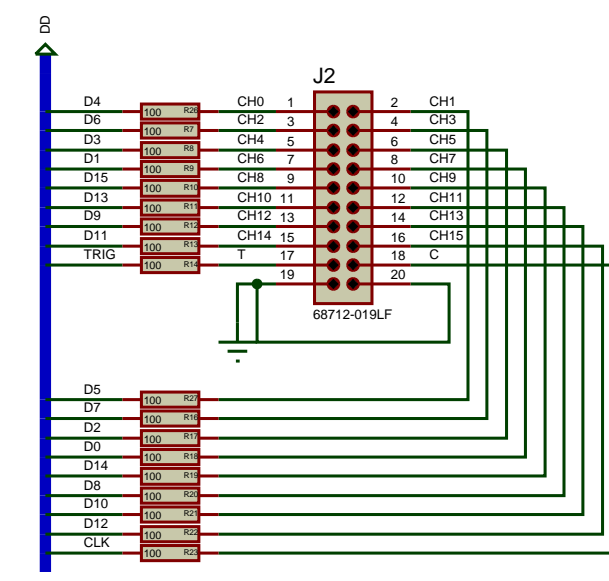 DD
J2
D4 100 R26 CH0 1 2 CH1
D6 100 R7 CH2 3 4 CH3
D3 100 R8 CH4 5 6 CH5
D1 100 R9 CH6 7 8 CH7
D15 100 R10 CH8 9 10 CH9
D13 100 R11 CH10 11 12 CH11
D9 100 R12 CH12 13 14 CH13
D11 100 R13 CH14 15 16 CH15
TRIG 100 R14 T 17 18 C
19 20
68712-019LF
D5 100 R27
D7 100 R16
D2 100 R17
D0 100 R18
D14 100 R19
D8 100 R20
D10 100 R21
D12 100 R22
CLK 100 R23